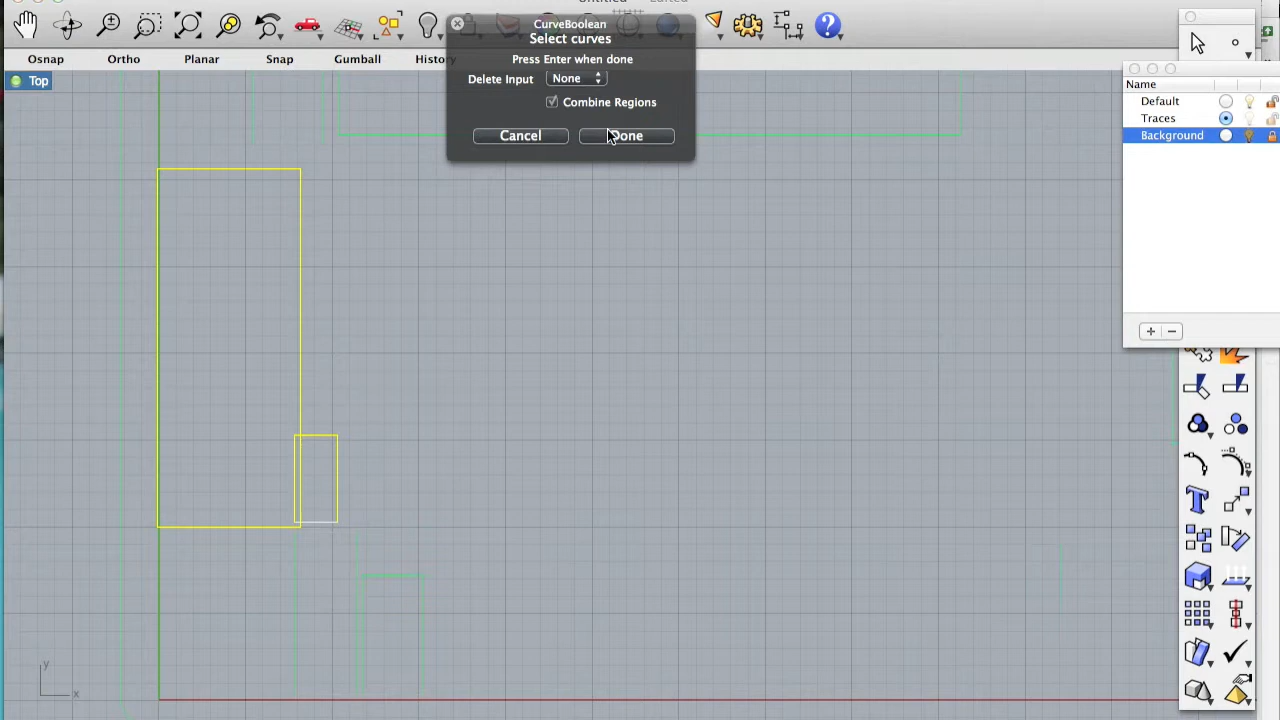 CurveBoolean
Select curves
Press Enter when done
Delete Input None
Combine Regions
Cancel Done
Osnap Ortho Planar Snap Gumball History
Top
Name
Default
Traces
Background
y
x